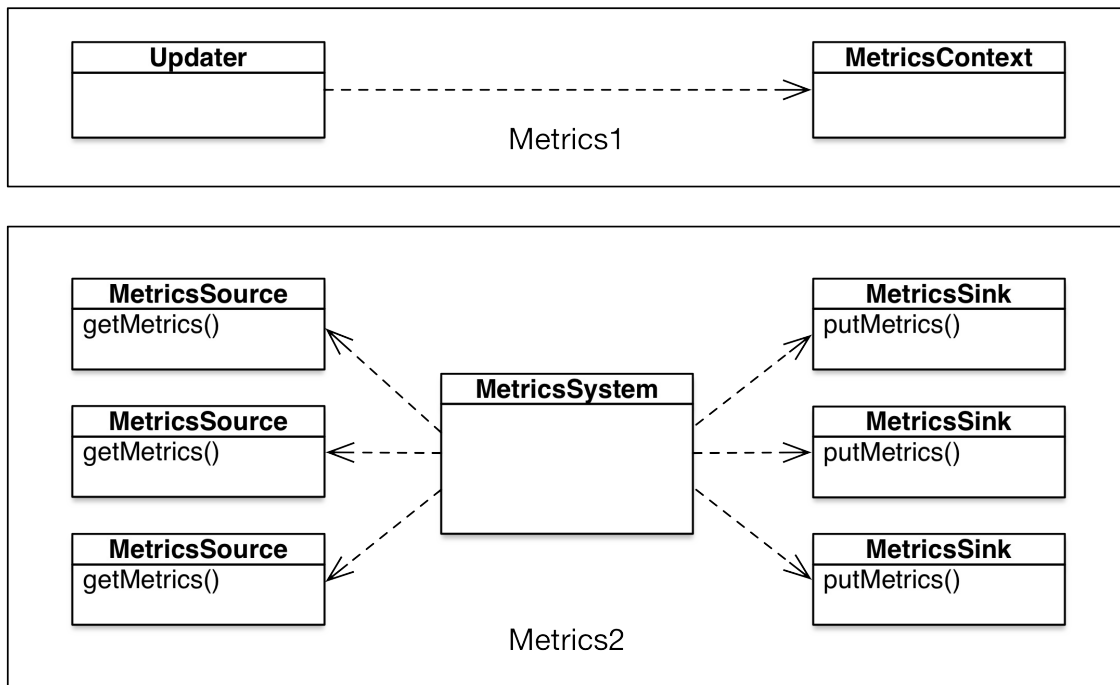 Updater
MetricsContext
Metrics1
MetricsSource
getMetrics()
MetricsSink
putMetrics()
MetricsSystem
MetricsSource
getMetrics()
MetricsSink
putMetrics()
MetricsSource
getMetrics()
MetricsSink
putMetrics()
Metrics2